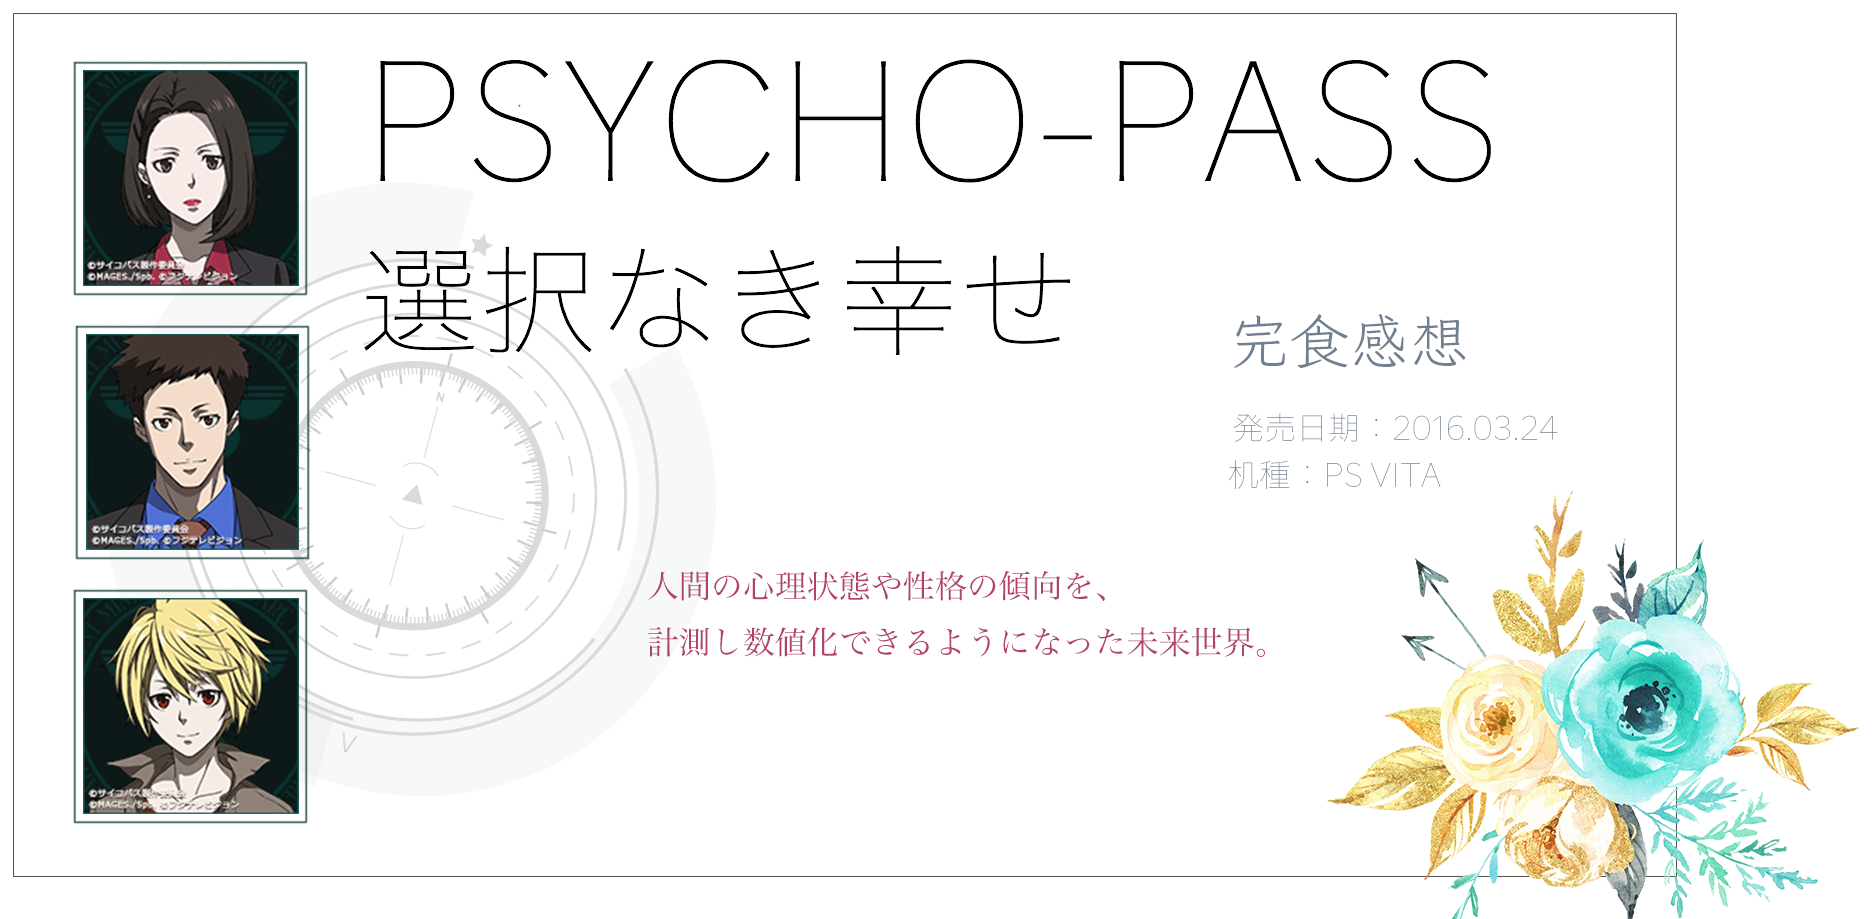 PSYCHO-PASS
選択なき幸せ
完食感想
発売日期：2016.03.24
机種：PS VITA
人間の心理状態や性格の傾向を、
計測し数値化できるようになった未来世界。
©サイコパス製作委員会
©MAGES./5pb. ©フジテレビジョン
©サイコパス製作委員会
©MAGES./5pb. ©フジテレビジョン
©サイコパス製作委員会
©MAGES./5pb. ©フジテレビジョン
N